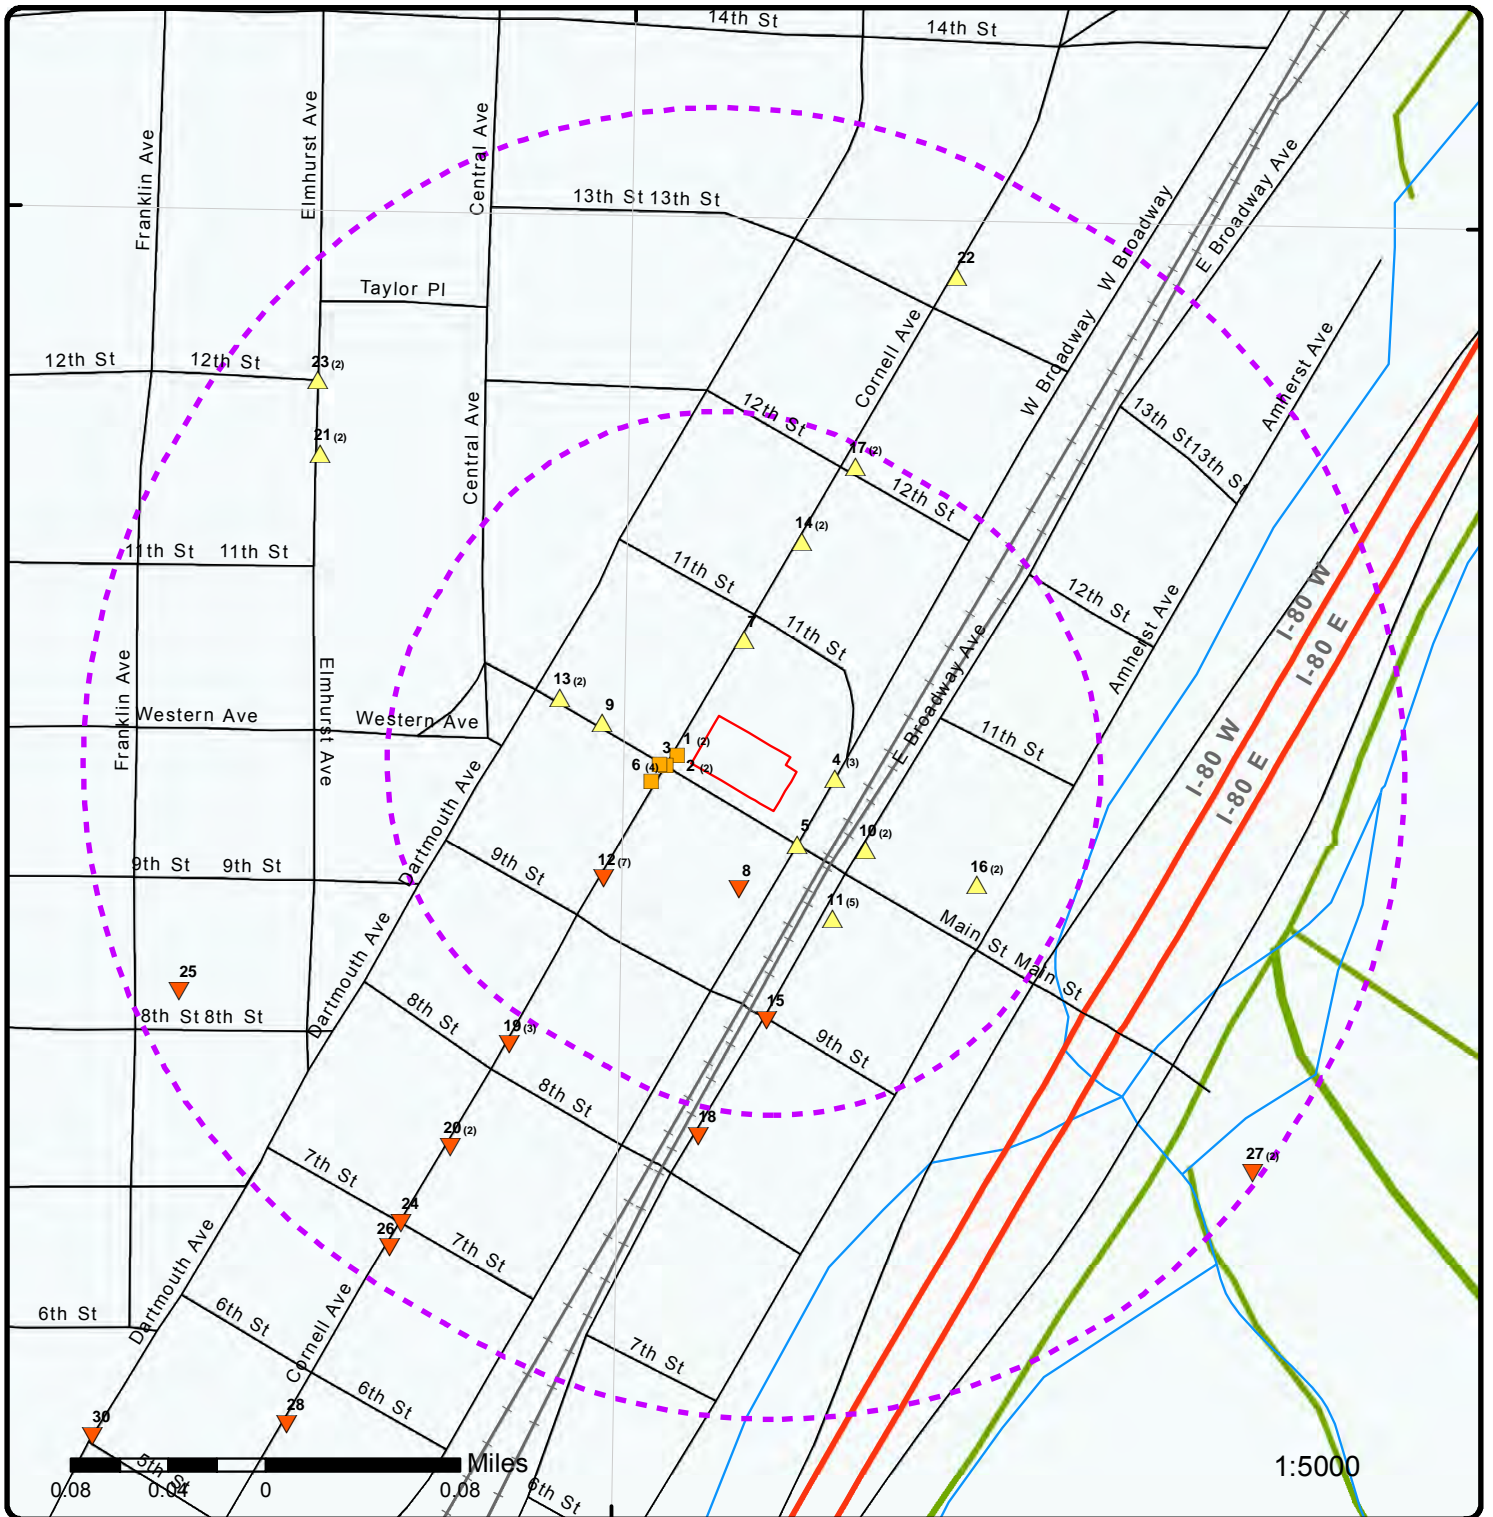 14th St
14th St
Franklin Ave
Elmhurst Ave
Central Ave
13th St 13th St
W Broadway
E Broadway Ave
22
Taylor Pl
Cornell Ave
W Broadway
Amherst Ave
12th St
12th St
23 (2)
12th St
13th St 13th St
Central Ave
21 (2)
17 (2)
12th St
14 (2)
11th St
11th St
11th St
12th St
Amherst Ave
I-80 W
I-80 E
11th St
7
E Broadway Ave
Franklin Ave
Elmhurst Ave
13 (2)
9
Western Ave
Western Ave
11th St
I-80 W
I-80 E
3
1 (2)
6 (4)
2 (2)
4 (3)
Dartmouth Ave
5
10 (2)
9th St
9th St
9th St
12 (7)
8
16 (2)
11 (5)
Main St Main St
Dartmouth Ave
25
8th St 8th St
8th St
19 (3)
15
9th St
8th St
20 (2)
18
27 (2)
7th St
24
26
7th St
Dartmouth Ave
6th St
6th St
Cornell Ave
7th St
6th St
30
28
5th St
Miles
1:5000
0.08
0.04
0
0.08
6th St